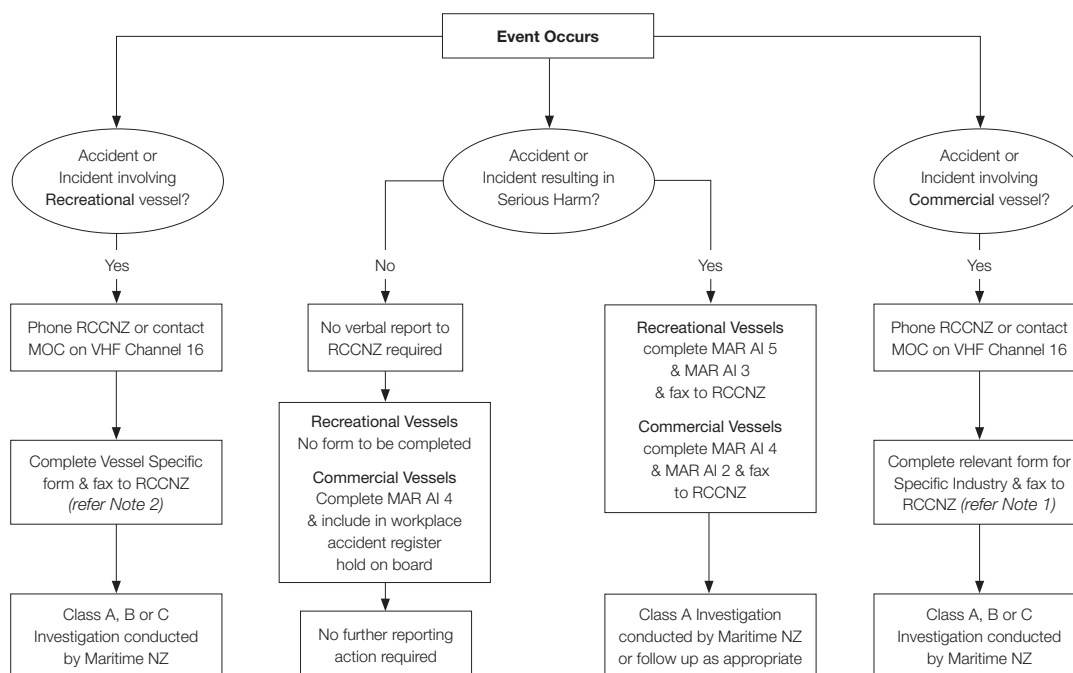 Event Occurs
Accident or
Incident involving
Recreational vessel?
Yes
Phone RCCNZ or contact
MOC on VHF Channel 16
Complete Vessel Specific
form & fax to RCCNZ
(refer Note 2)
Class A, B or C
Investigation conducted
by Maritime NZ
Accident or
Incident resulting in
Serious Harm?
No
No verbal report to
RCCNZ required
Recreational Vessels
No form to be completed
Commercial Vessels
Complete MAR AI 4
& include in workplace
accident register
hold on board
No further reporting
action required
Yes
Recreational Vessels
complete MAR AI 5
& MAR AI 3
& fax to RCCNZ
Commercial Vessels
complete MAR AI 4
& MAR AI 2 & fax
to RCCNZ
Class A Investigation
conducted by Maritime NZ
or follow up as appropriate
Accident or
Incident involving
Commercial vessel?
Yes
Phone RCCNZ or contact
MOC on VHF Channel 16
Complete relevant form for
Specific Industry & fax to
RCCNZ (refer Note 1)
Class A, B or C
Investigation conducted
by Maritime NZ